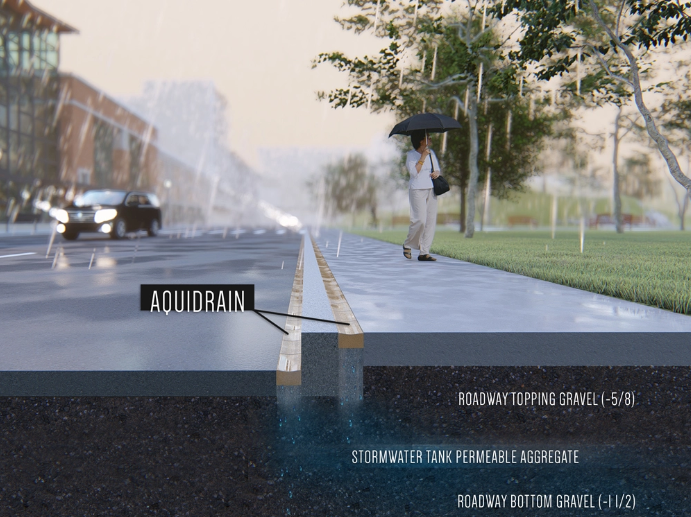 AQUIDRAIN
ROADWAY TOPPING GRAVEL (-5/8)
STORMWATER TANK PERMEABLE AGGREGATE
ROADWAY BOTTOM GRAVEL (-1 1/2)